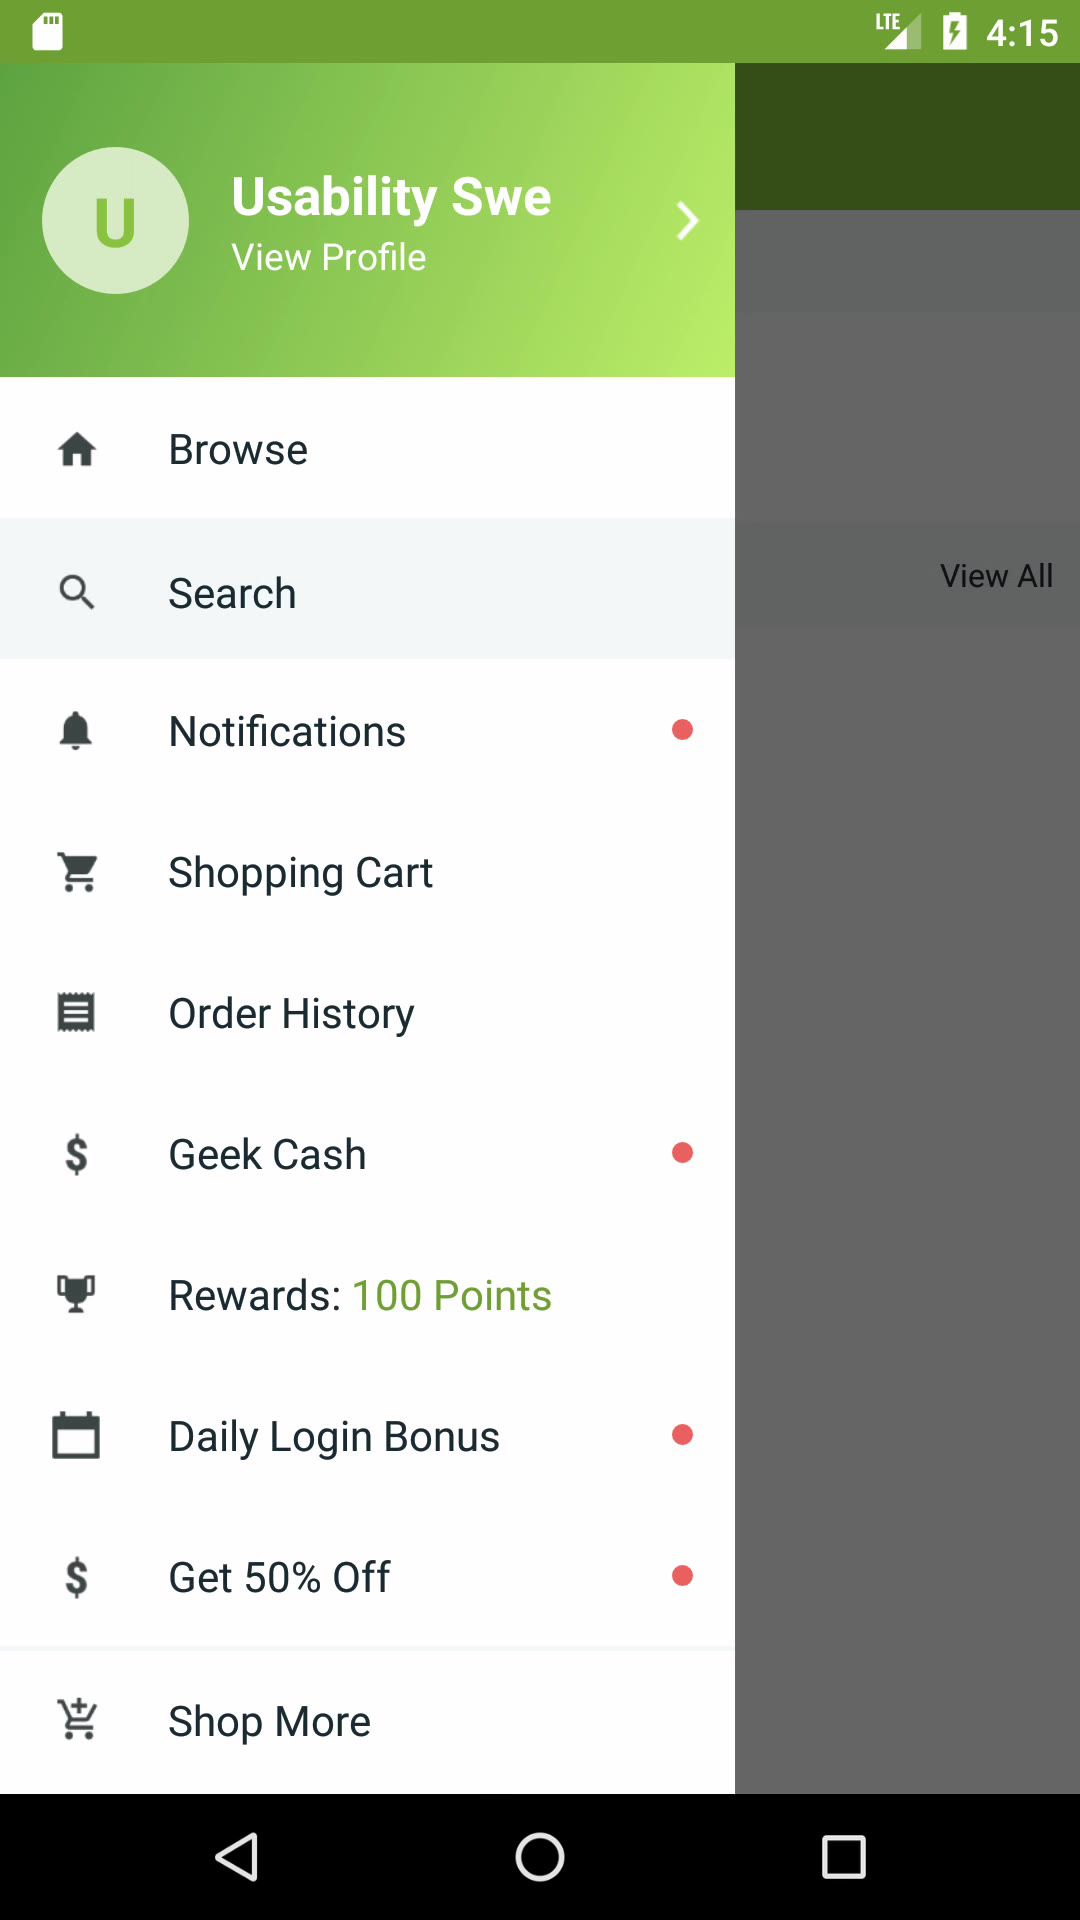 LTE 4:15
U
Usability Swe
View Profile
Browse
Search
View All
Notifications
Shopping Cart
Order History
$ Geek Cash
Rewards: 100 Points
Daily Login Bonus
$ Get 50% Off
Shop More